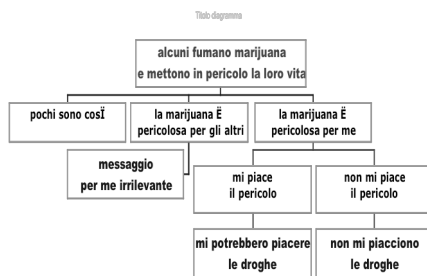 Titolo diagramma
alcuni fumano marijuana
e mettono in pericolo la loro vita
pochi sono cosÏ
la marijuana Ë
pericolosa per gli altri
la marijuana Ë
pericolosa per me
messaggio
per me irrilevante
mi piace
il pericolo
non mi piace
il pericolo
mi potrebbero piacere
le droghe
non mi piacciono
le droghe